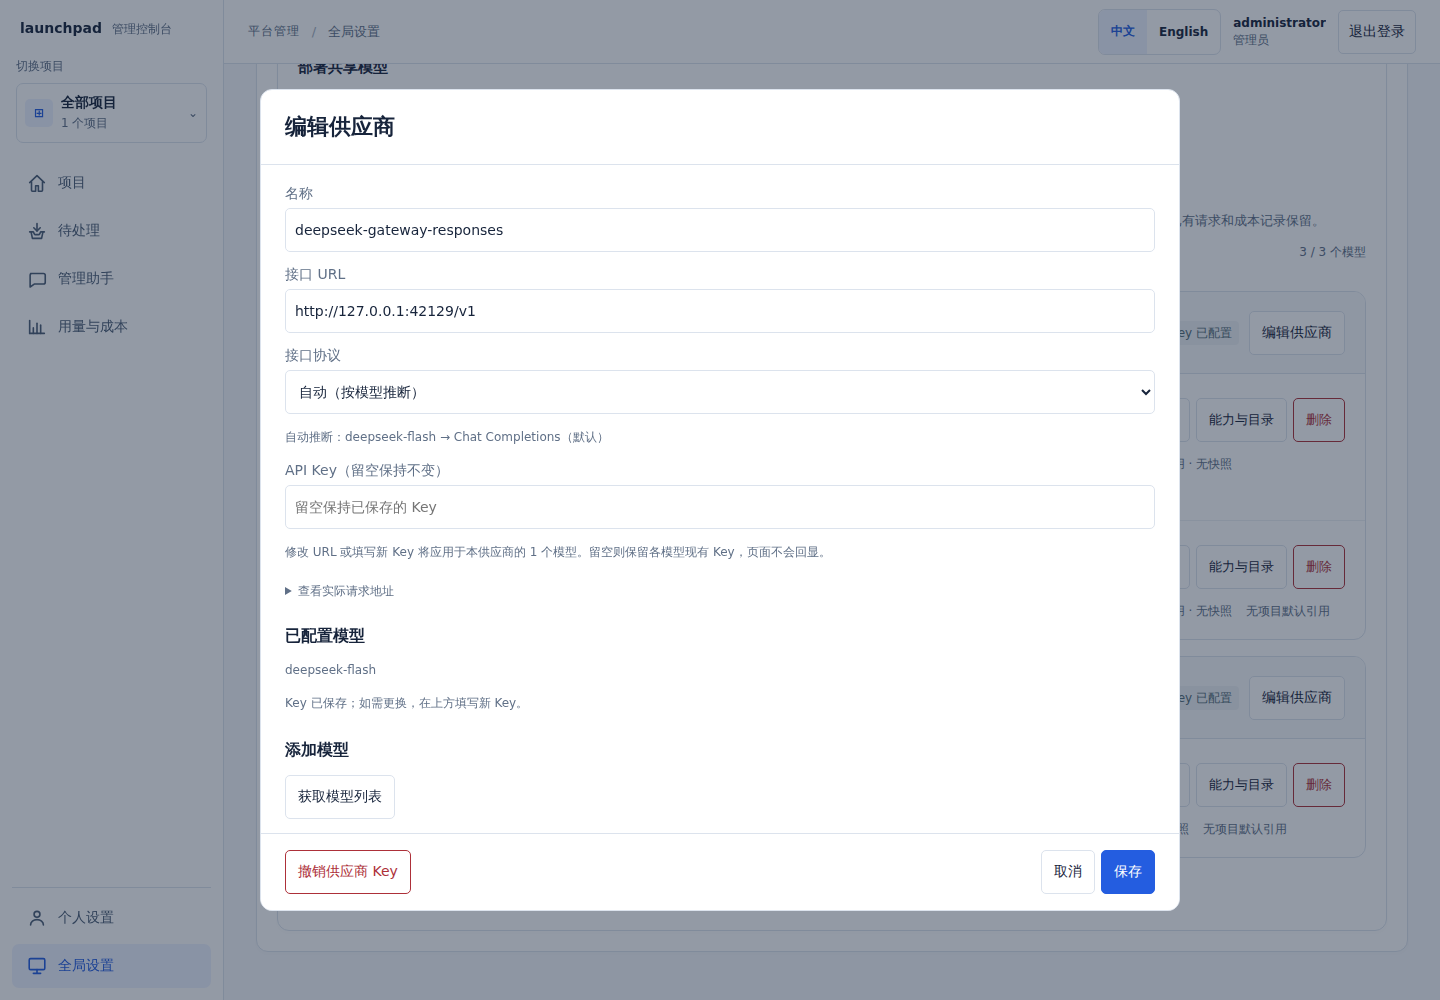 launchpad 管理控制台
切换项目
全部项目
1 个项目
项目
待处理
管理助手
用量与成本
个人设置
全局设置
平台管理 / 全局设置
中文 English
administrator
管理员
退出登录
部署共享模型
有请求和成本记录保留。
3 / 3 个模型
ey 已配置 编辑供应商
能力与目录 删除
· 无快照
能力与目录 删除
· 无快照 无项目默认引用
ey 已配置 编辑供应商
能力与目录 删除
照 无项目默认引用
编辑供应商
名称
deepseek-gateway-responses
接口 URL
http://127.0.0.1:42129/v1
接口协议
自动（按模型推断）
自动推断：deepseek-flash → Chat Completions（默认）
API Key（留空保持不变）
留空保持已保存的 Key
修改 URL 或填写新 Key 将应用于本供应商的 1 个模型。留空则保留各模型现有 Key，页面不会回显。
查看实际请求地址
已配置模型
deepseek-flash
Key 已保存；如需更换，在上方填写新 Key。
添加模型
获取模型列表
撤销供应商 Key
取消 保存